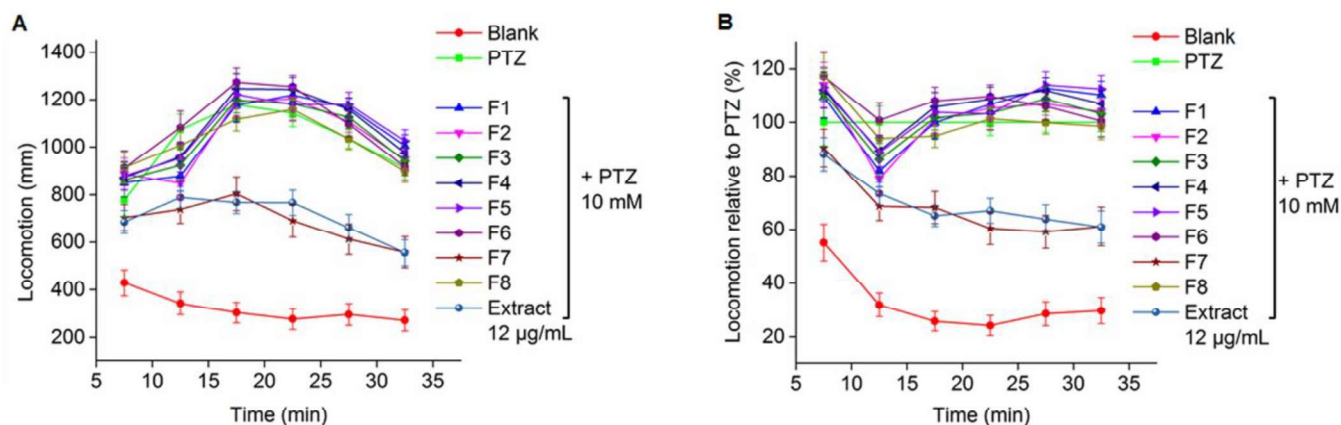 A
Locomotion (mm)
1400
1200
1000
800
600
400
200
5 10 15 20 25 30 35
Time (min)
Blank
PTZ
F1
F2
F3
F4
F5
F6
F7
F8
Extract
12 µg/mL
+ PTZ
10 mM
B
Locomotion relative to PTZ (%)
120
100
80
60
40
20
5 10 15 20 25 30 35
Time (min)
Blank
PTZ
F1
F2
F3
F4
F5
F6
F7
F8
Extract
12 µg/mL
+ PTZ
10 mM